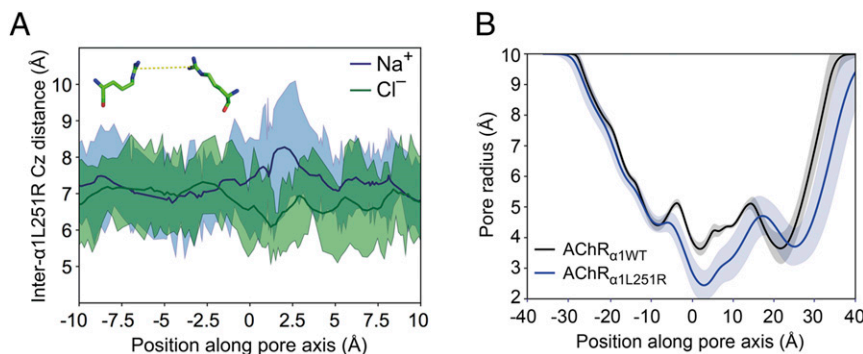 A
Inter-α1L251R Cz distance (Å)
10
9
8
7
6
5
Na⁺
Cl⁻
-10 -7.5 -5 -2.5 0 2.5 5 7.5 10
Position along pore axis (Å)
B
Pore radius (Å)
10
9
8
7
6
5
4
3
2
AChRα1WT
AChRα1L251R
-40 -30 -20 -10 0 10 20 30 40
Position along pore axis (Å)